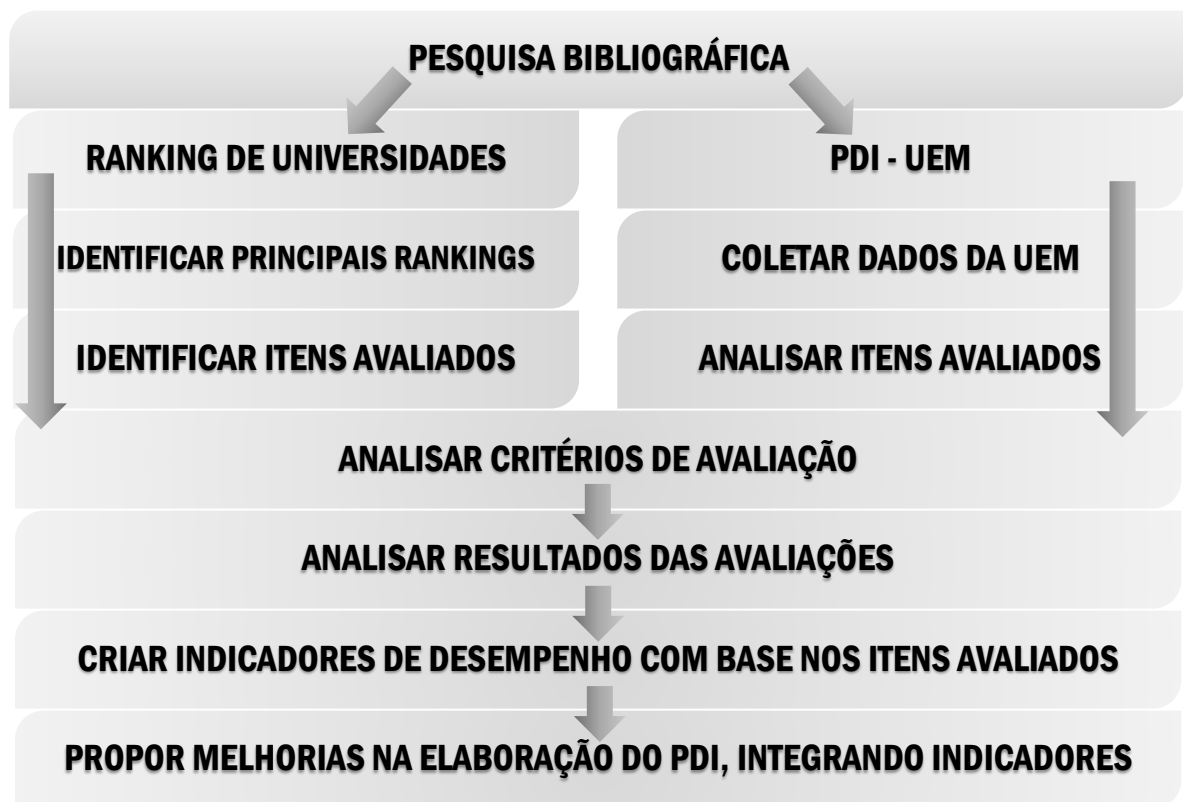 PESQUISA BIBLIOGRÁFICA
RANKING DE UNIVERSIDADES
IDENTIFICAR PRINCIPAIS RANKINGS
IDENTIFICAR ITENS AVALIADOS
PDI - UEM
COLETAR DADOS DA UEM
ANALISAR ITENS AVALIADOS
ANALISAR CRITÉRIOS DE AVALIAÇÃO
ANALISAR RESULTADOS DAS AVALIAÇÕES
CRIAR INDICADORES DE DESEMPENHO COM BASE NOS ITENS AVALIADOS
PROPOR MELHORIAS NA ELABORAÇÃO DO PDI, INTEGRANDO INDICADORES